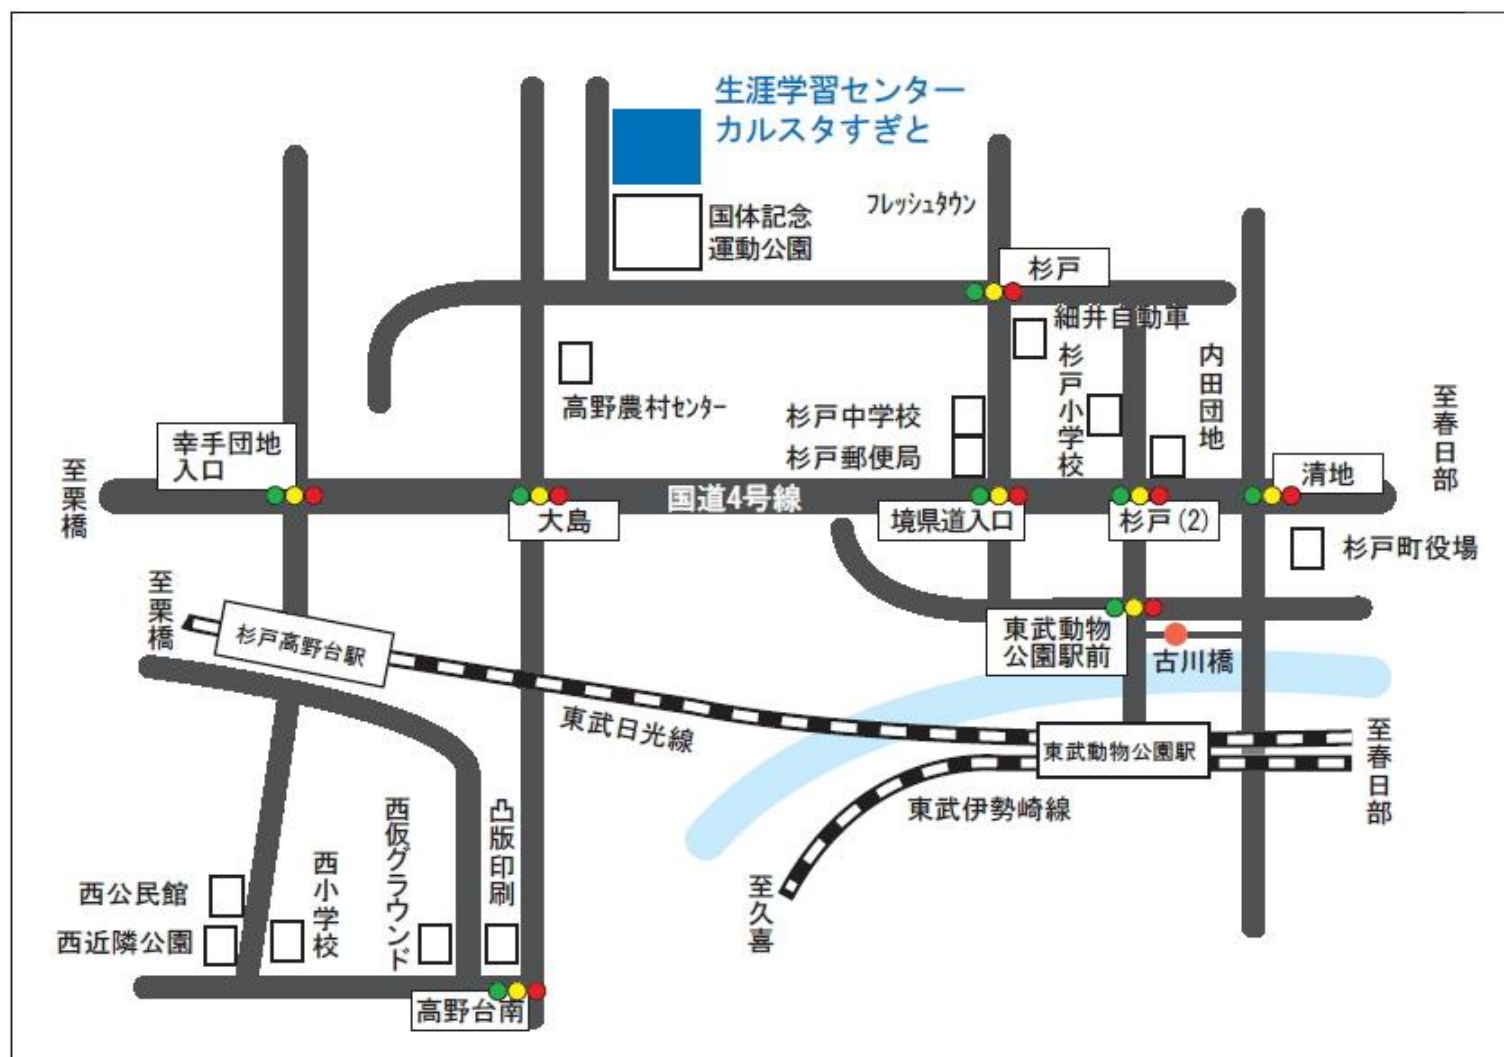 生涯学習センター
カルスタすぎと
国体記念
運動公園
フレッシュタウン
杉戸
細井自動車
高野農村センター
杉戸中学校
杉戸郵便局
杉戸小学校
内田団地
至春日部
幸手団地
入口
至栗橋
国道4号線
清地
大島
境県道入口
杉戸(2)
杉戸町役場
至栗橋
杉戸高野台駅
東武動物
公園駅前
古川橋
東武日光線
東武動物公園駅
至春日部
東武伊勢崎線
至久喜
西公民館
西近隣公園
西小学校
西仮グラウンド
凸版印刷
高野台南